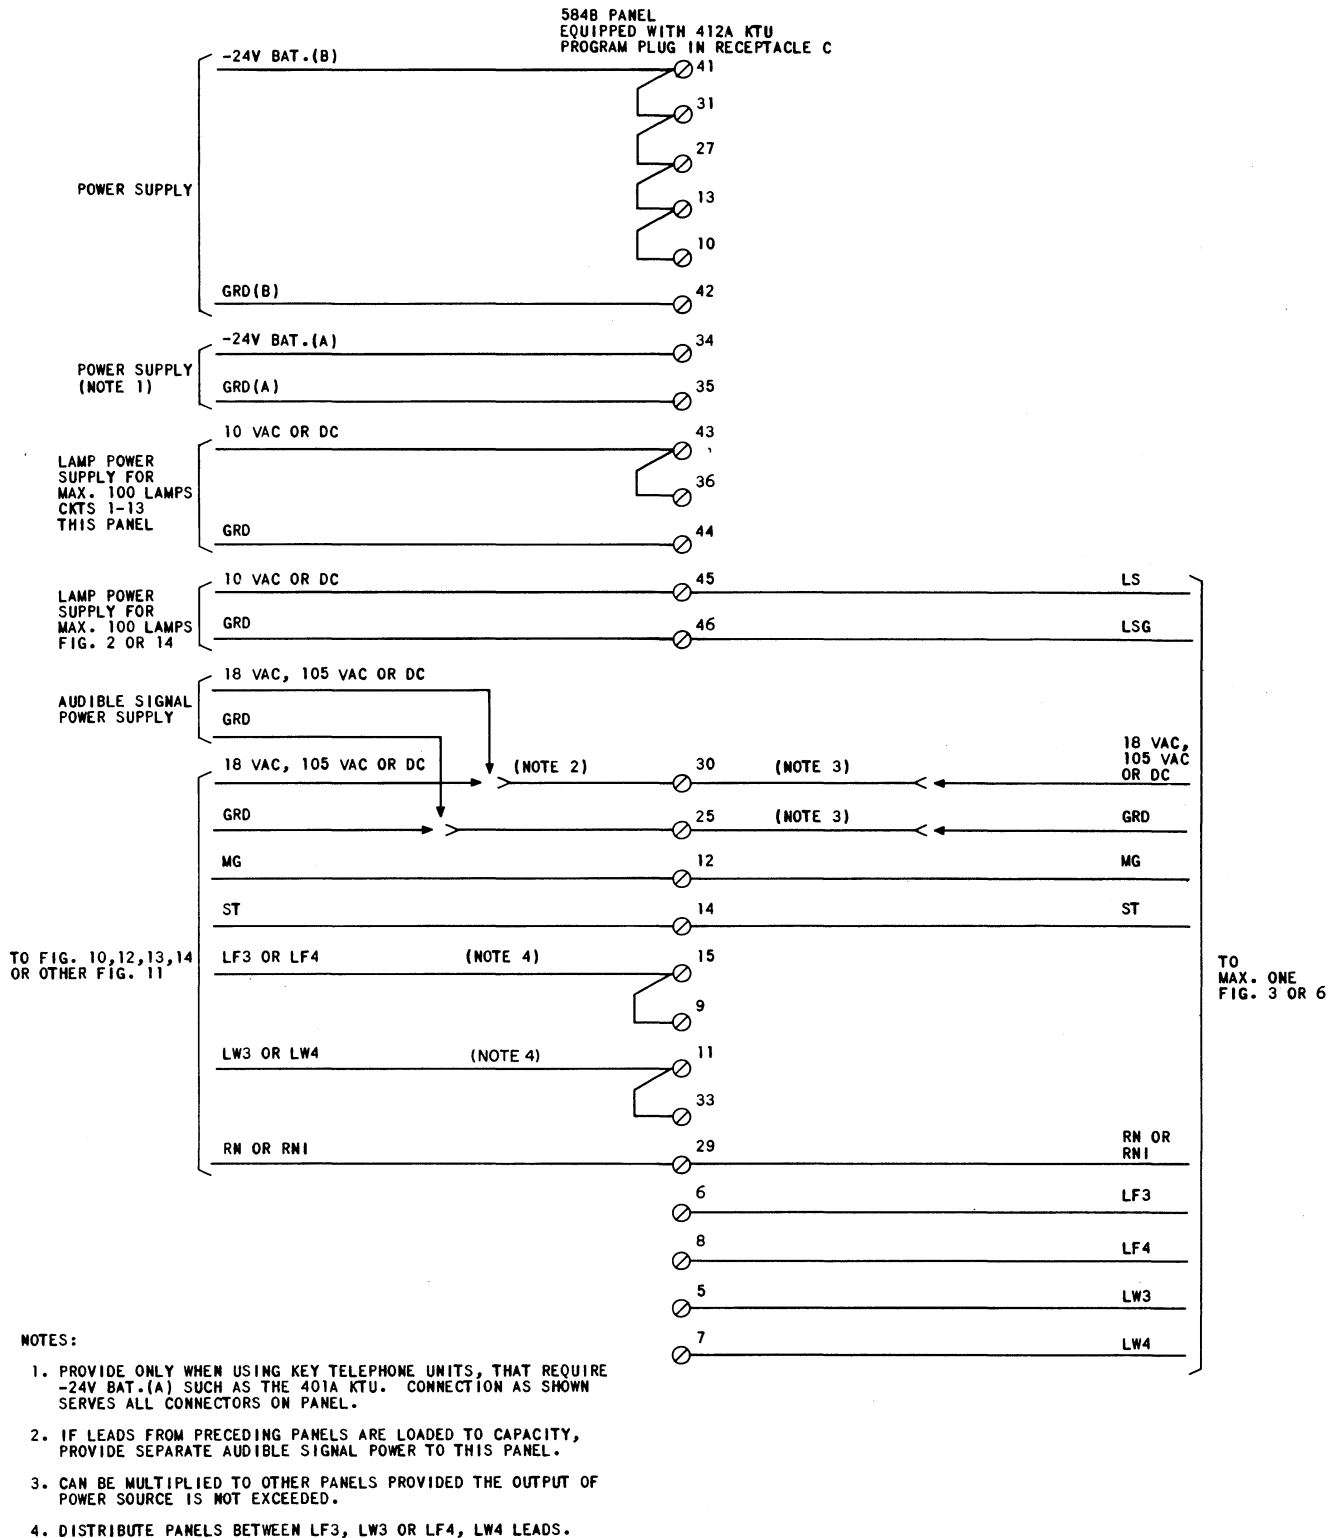 584B PANEL
EQUIPPED WITH 412A KTU
PROGRAM PLUG IN RECEPTACLE C
-24V BAT.(B)
41
31
27
POWER SUPPLY
13
10
GRD(B)
42
-24V BAT.(A)
34
POWER SUPPLY
(NOTE 1)
GRD(A)
35
10 VAC OR DC
43
LAMP POWER
SUPPLY FOR
MAX. 100 LAMPS
CKTS 1-13
THIS PANEL
36
GRD
44
10 VAC OR DC
45
LS
LAMP POWER
SUPPLY FOR
MAX. 100 LAMPS
FIG. 2 OR 14
GRD
46
LSG
18 VAC, 105 VAC OR DC
AUDIBLE SIGNAL
POWER SUPPLY
GRD
18 VAC, 105 VAC OR DC
(NOTE 2)
30
(NOTE 3)
18 VAC,
105 VAC
OR DC
GRD
25
(NOTE 3)
GRD
MG
12
MG
ST
14
ST
TO FIG. 10,12,13,14
OR OTHER FIG. 11
LF3 OR LF4
(NOTE 4)
15
TO
MAX. ONE
FIG. 3 OR 6
9
LW3 OR LW4
(NOTE 4)
11
33
RN OR RN1
29
RN OR
RN1
6
LF3
8
LF4
5
LW3
7
LW4
NOTES:
1. PROVIDE ONLY WHEN USING KEY TELEPHONE UNITS, THAT REQUIRE
-24V BAT.(A) SUCH AS THE 401A KTU. CONNECTION AS SHOWN
SERVES ALL CONNECTORS ON PANEL.
2. IF LEADS FROM PRECEDING PANELS ARE LOADED TO CAPACITY,
PROVIDE SEPARATE AUDIBLE SIGNAL POWER TO THIS PANEL.
3. CAN BE MULTIPLIED TO OTHER PANELS PROVIDED THE OUTPUT OF
POWER SOURCE IS NOT EXCEEDED.
4. DISTRIBUTE PANELS BETWEEN LF3, LW3 OR LF4, LW4 LEADS.